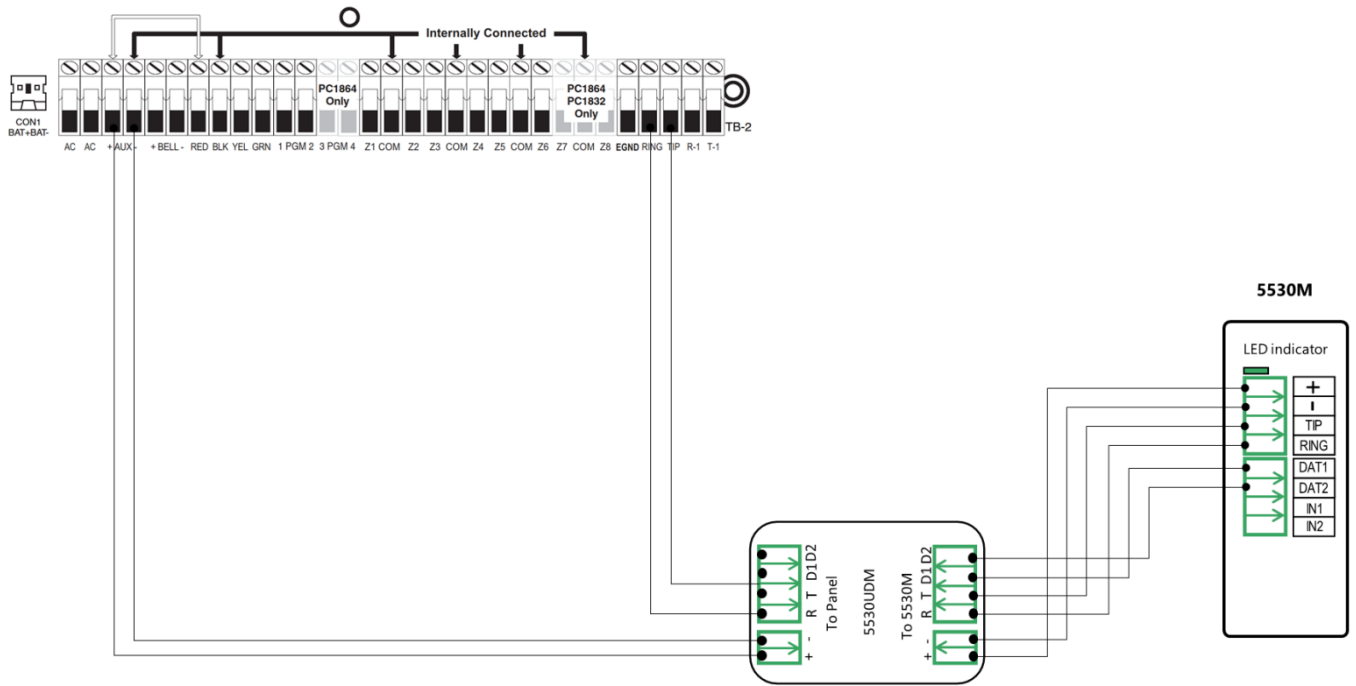 Internally Connected
PC1864
Only
PC1864
PC1832
Only
CON1
BAT+BAT-
TB-2
AC AC + AUX - + BELL - RED BLK YEL GRN 1 PGM 2 3 PGM 4 Z1 COM Z2 Z3 COM Z4 Z5 COM Z6 Z7 COM Z8 EGND RING TIP R-1 T-1
5530M
LED indicator
+
-
TIP
RING
DAT1
DAT2
IN1
IN2
R T D1 D2
- +
To Panel
5530UDM
To 5530M
R T D1 D2
- +